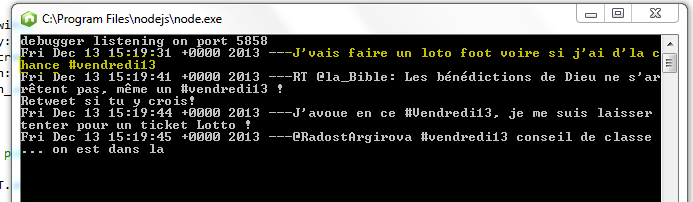 C:\Program Files\nodejs\node.exe
debugger listening on port 5858
Fri Dec 13 15:19:31 +0000 2013 ---J'vais faire un loto foot voire si j'ai d'la c
hance #vendredi13
Fri Dec 13 15:19:41 +0000 2013 ---RT @la_Bible: Les bénédictions de Dieu ne s'ar
rêtent pas, même un #vendredi13 !
Retweet si tu y crois!
Fri Dec 13 15:19:44 +0000 2013 ---J'avoue en ce #Vendredi13, je me suis laisser
tenter pour un ticket Lotto !
Fri Dec 13 15:19:45 +0000 2013 ---@RadostArgirova #vendredi13 conseil de classe
... on est dans la